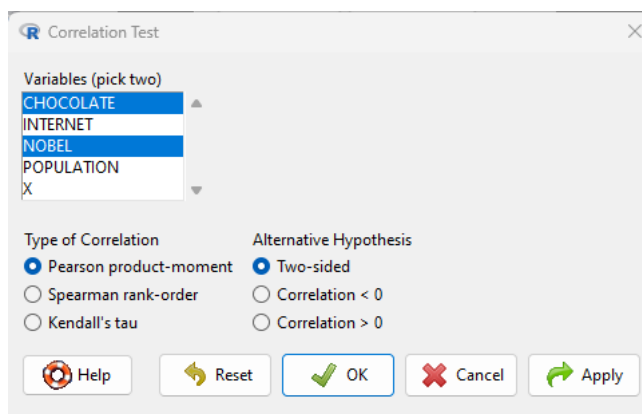 Correlation Test
Variables (pick two)
CHOCOLATE
INTERNET
NOBEL
POPULATION
X
Type of Correlation
Alternative Hypothesis
Pearson product-moment
Two-sided
Spearman rank-order
Correlation < 0
Kendall's tau
Correlation > 0
Help
Reset
OK
Cancel
Apply